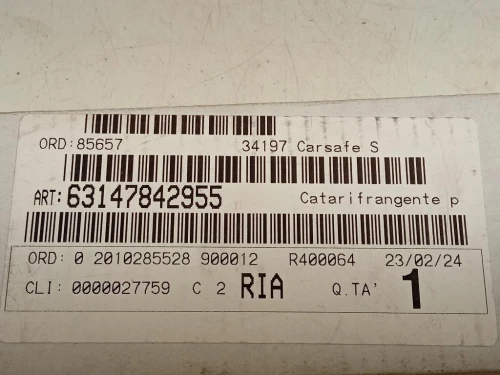 ORD:85657 34197 Carsafe S
ART:63147842955 Catarifrangente p
ORD: 0 2010285528 900012 R400064 23/02/24
CLI: 0000027759 C 2 RIA Q.TA' 1